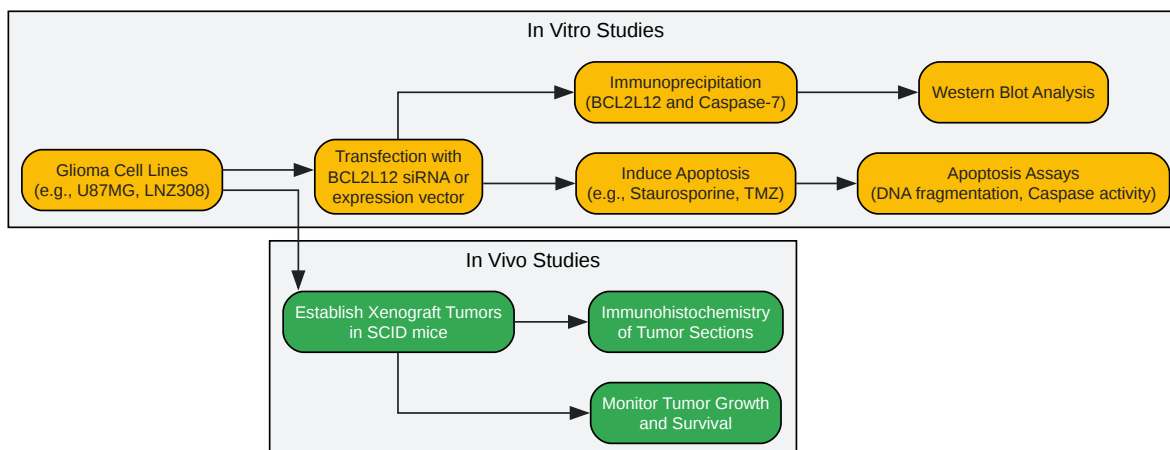 In Vitro Studies
Immunoprecipitation
(BCL2L12 and Caspase-7)
Western Blot Analysis
Glioma Cell Lines
(e.g., U87MG, LNZ308)
Transfection with
BCL2L12 siRNA or
expression vector
Induce Apoptosis
(e.g., Staurosporine, TMZ)
Apoptosis Assays
(DNA fragmentation, Caspase activity)
In Vivo Studies
Establish Xenograft Tumors
in SCID mice
Immunohistochemistry
of Tumor Sections
Monitor Tumor Growth
and Survival